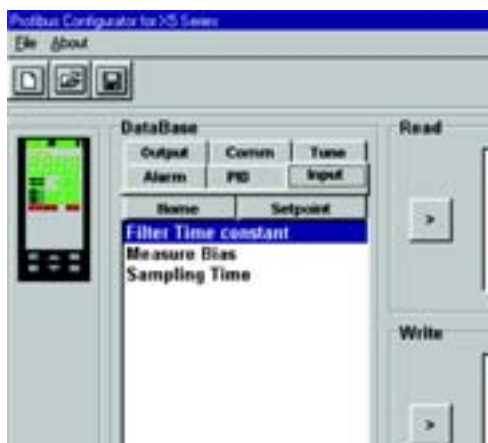 Profibus Configurator for X5 Series
File About
DataBase
Output Comm Tune
Alarm PID Input
Home Setpoint
Filter Time constant
Measure Bias
Sampling Time
Read
>
Write
>